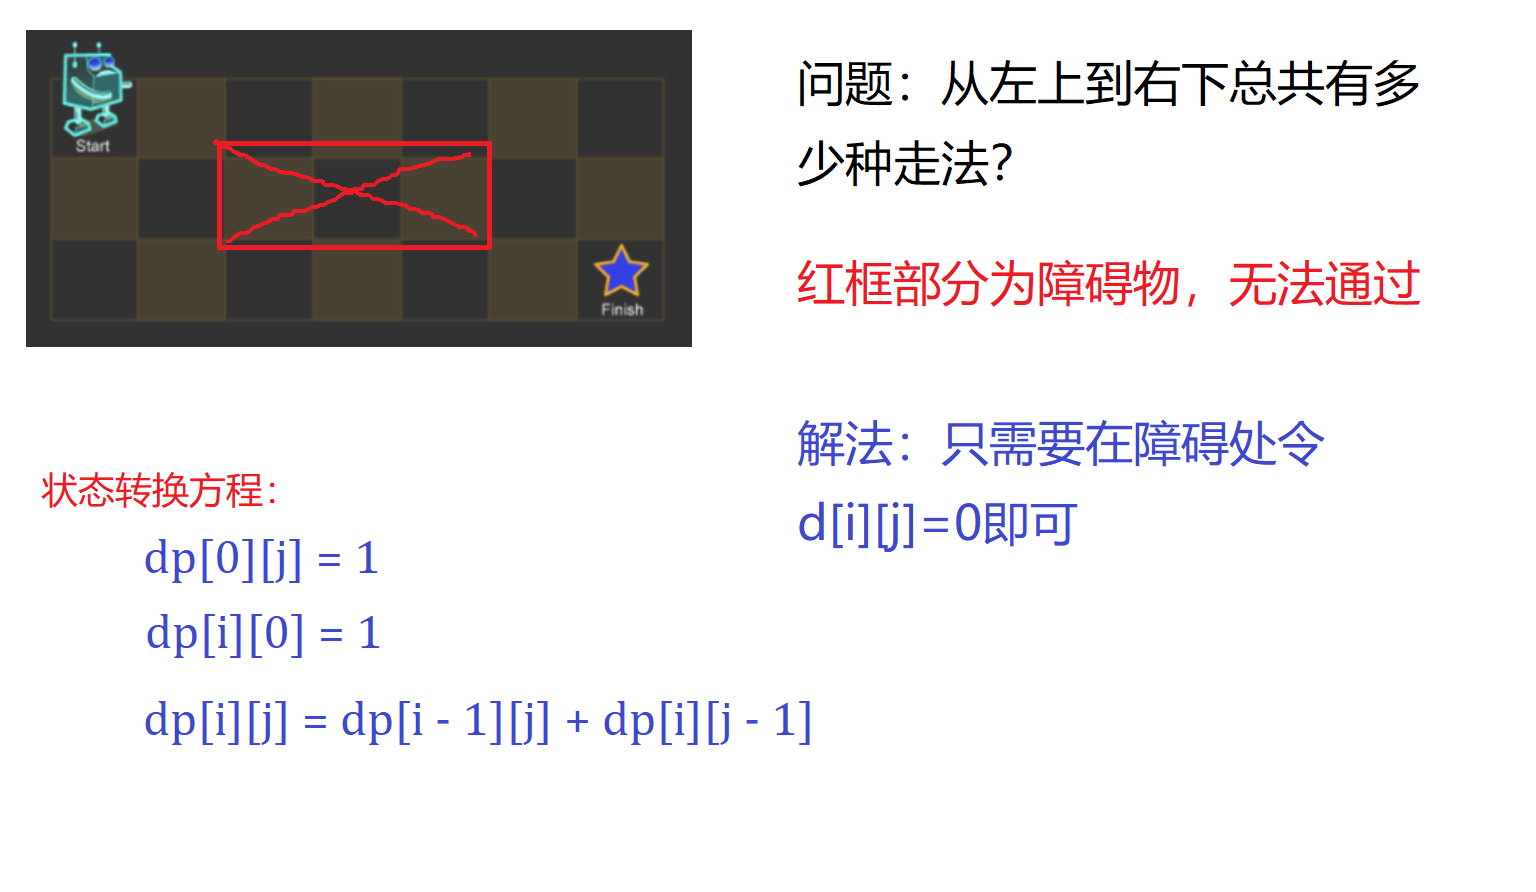 Start
Finish
问题：从左上到右下总共有多
少种走法？
红框部分为障碍物，无法通过
解法：只需要在障碍处令
d[i][j]=0即可
状态转换方程：
dp[0][j] = 1
dp[i][0] = 1
dp[i][j] = dp[i - 1][j] + dp[i][j - 1]